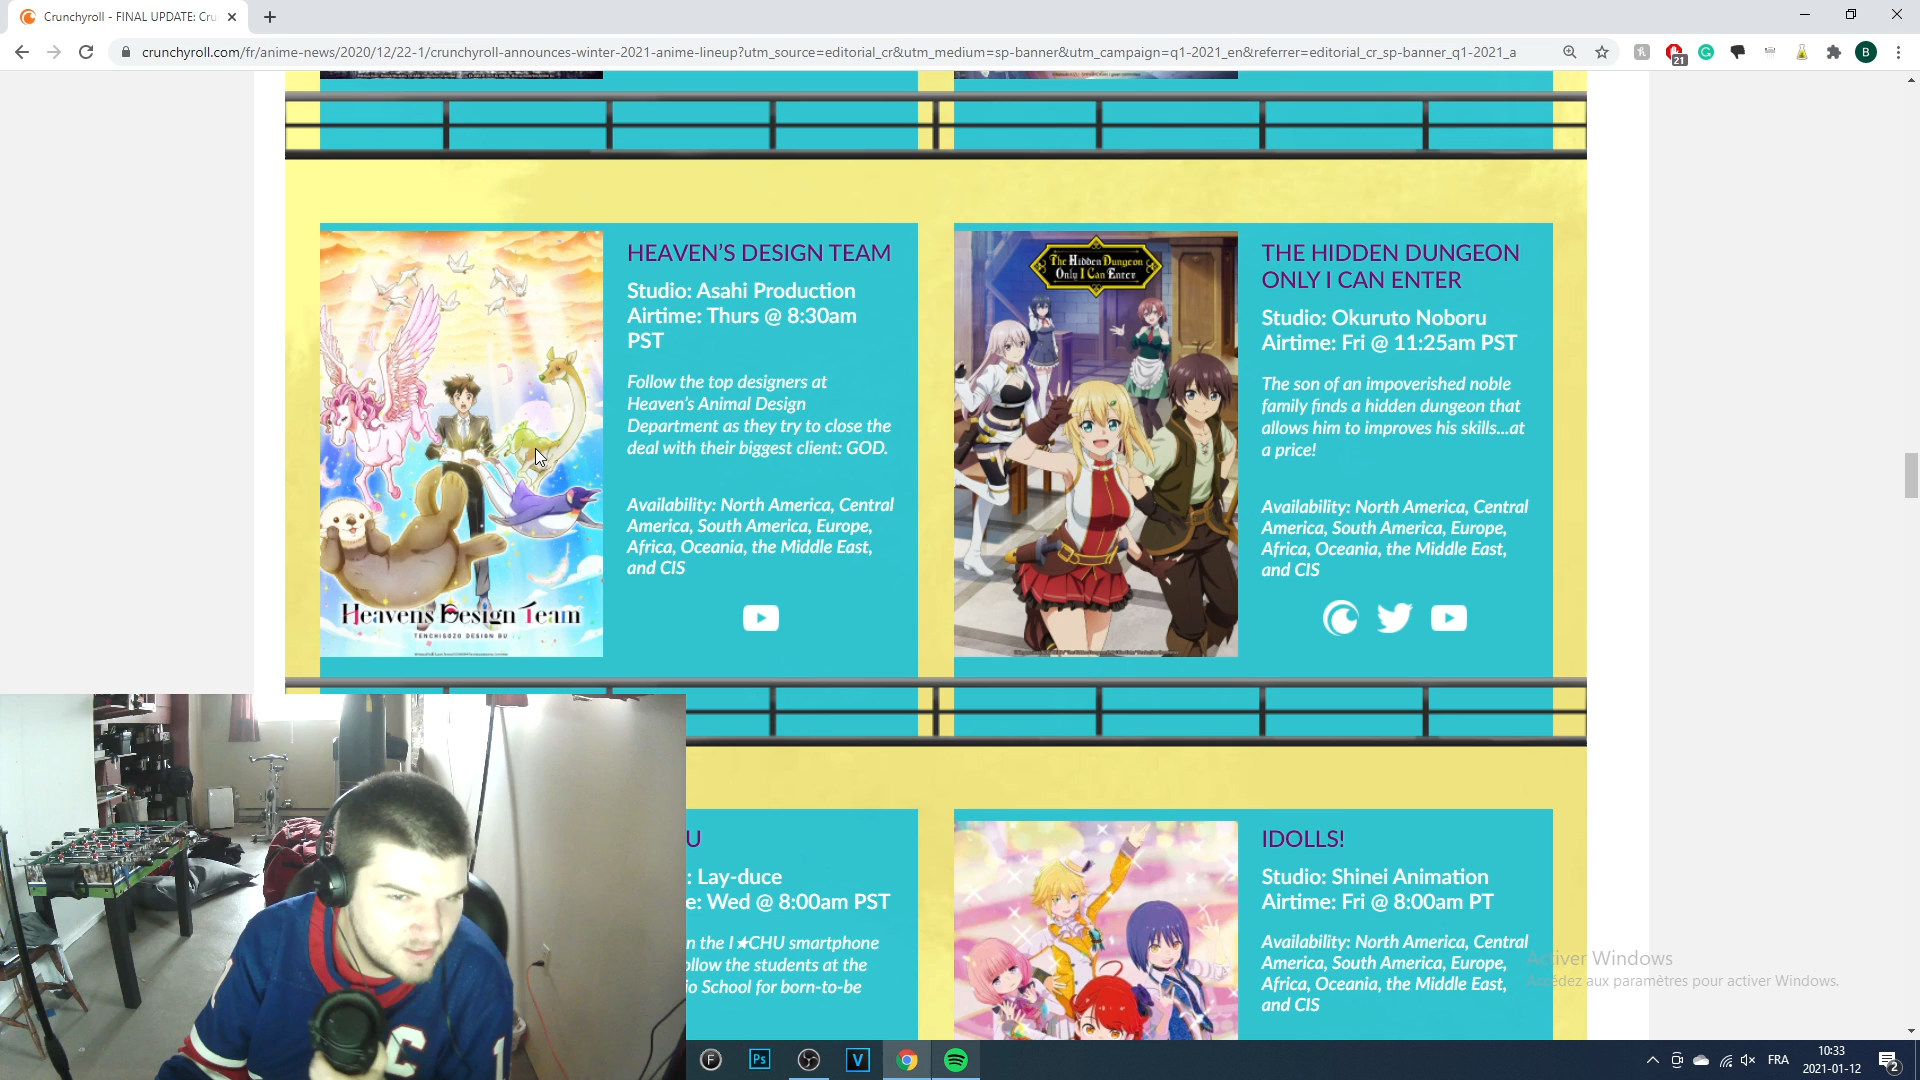 Crunchyroll - FINAL UPDATE: Cru
crunchyroll.com/fr/anime-news/2020/12/22-1/crunchyroll-announces-winter-2021-anime-lineup?utm_source=editorial_cr&utm_medium=sp-banner&utm_campaign=q1-2021_en&referrer=editorial_cr_sp-banner_q1-2021_a
21
B
HEAVEN'S DESIGN TEAM
Studio: Asahi Production
Airtime: Thurs @ 8:30am
PST
Follow the top designers at
Heaven's Animal Design
Department as they try to close the
deal with their biggest client: GOD.
Availability: North America, Central
America, South America, Europe,
Africa, Oceania, the Middle East,
and CIS
Heavens Design Team
TENCHISOZO DESIGN BU
The Hidden Dungeon
Only I Can Enter
THE HIDDEN DUNGEON
ONLY I CAN ENTER
Studio: Okuruto Noboru
Airtime: Fri @ 11:25am PST
The son of an impoverished noble
family finds a hidden dungeon that
allows him to improves his skills...at
a price!
Availability: North America, Central
America, South America, Europe,
Africa, Oceania, the Middle East,
and CIS
U
: Lay-duce
e: Wed @ 8:00am PST
n the I★CHU smartphone
ollow the students at the
io School for born-to-be
IDOLLS!
Studio: Shinei Animation
Airtime: Fri @ 8:00am PT
Availability: North America, Central
America, South America, Europe,
Africa, Oceania, the Middle East,
and CIS
Activer Windows
Accédez aux paramètres pour activer Windows.
C
F
Ps
V
FRA
10:33
2021-01-12
2